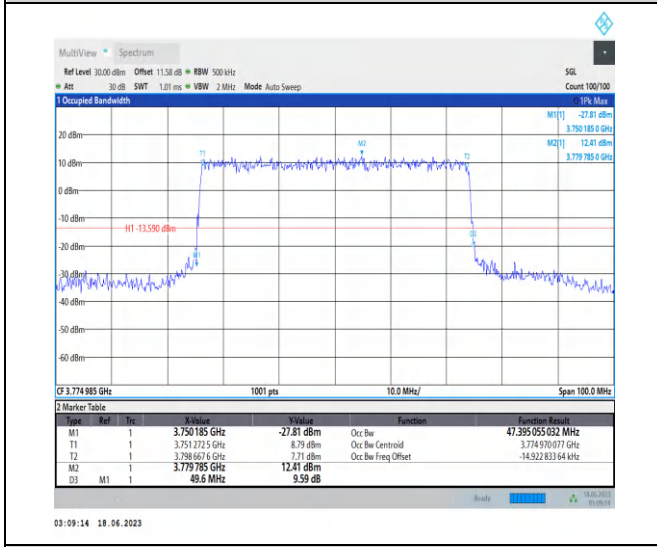 MultiView Spectrum
Ref Level 30.00 dBm Offset 11.58 dB RBW 500 kHz SGL
Att 30 dB SWT 1.01 ms VBW 2 MHz Mode Auto Sweep Count 100/100
1 Occupied Bandwidth 1Pk Max
M1[1] -27.81 dBm
3.750 185 0 GHz
M2[1] 12.41 dBm
3.779 785 0 GHz
20 dBm
M2
T1 T2
10 dBm
0 dBm
-10 dBm
H1 -13.590 dBm
D3
-20 dBm
M1
-30 dBm
-40 dBm
-50 dBm
-60 dBm
CF 3.774 985 GHz 1001 pts 10.0 MHz/ Span 100.0 MHz
2 Marker Table
Type Ref Trc X-Value Y-Value Function Function Result
M1 1 3.750185 GHz -27.81 dBm Occ Bw 47.395 055 032 MHz
T1 1 3.751 272 5 GHz 8.79 dBm Occ Bw Centroid 3.774 970 077 GHz
T2 1 3.798 667 6 GHz 7.71 dBm Occ Bw Freq Offset -14.922 833 64 kHz
M2 1 3.779785 GHz 12.41 dBm
D3 M1 1 49.6 MHz 9.59 dB
Ready 18.06.2023
03:09:14
03:09:14 18.06.2023